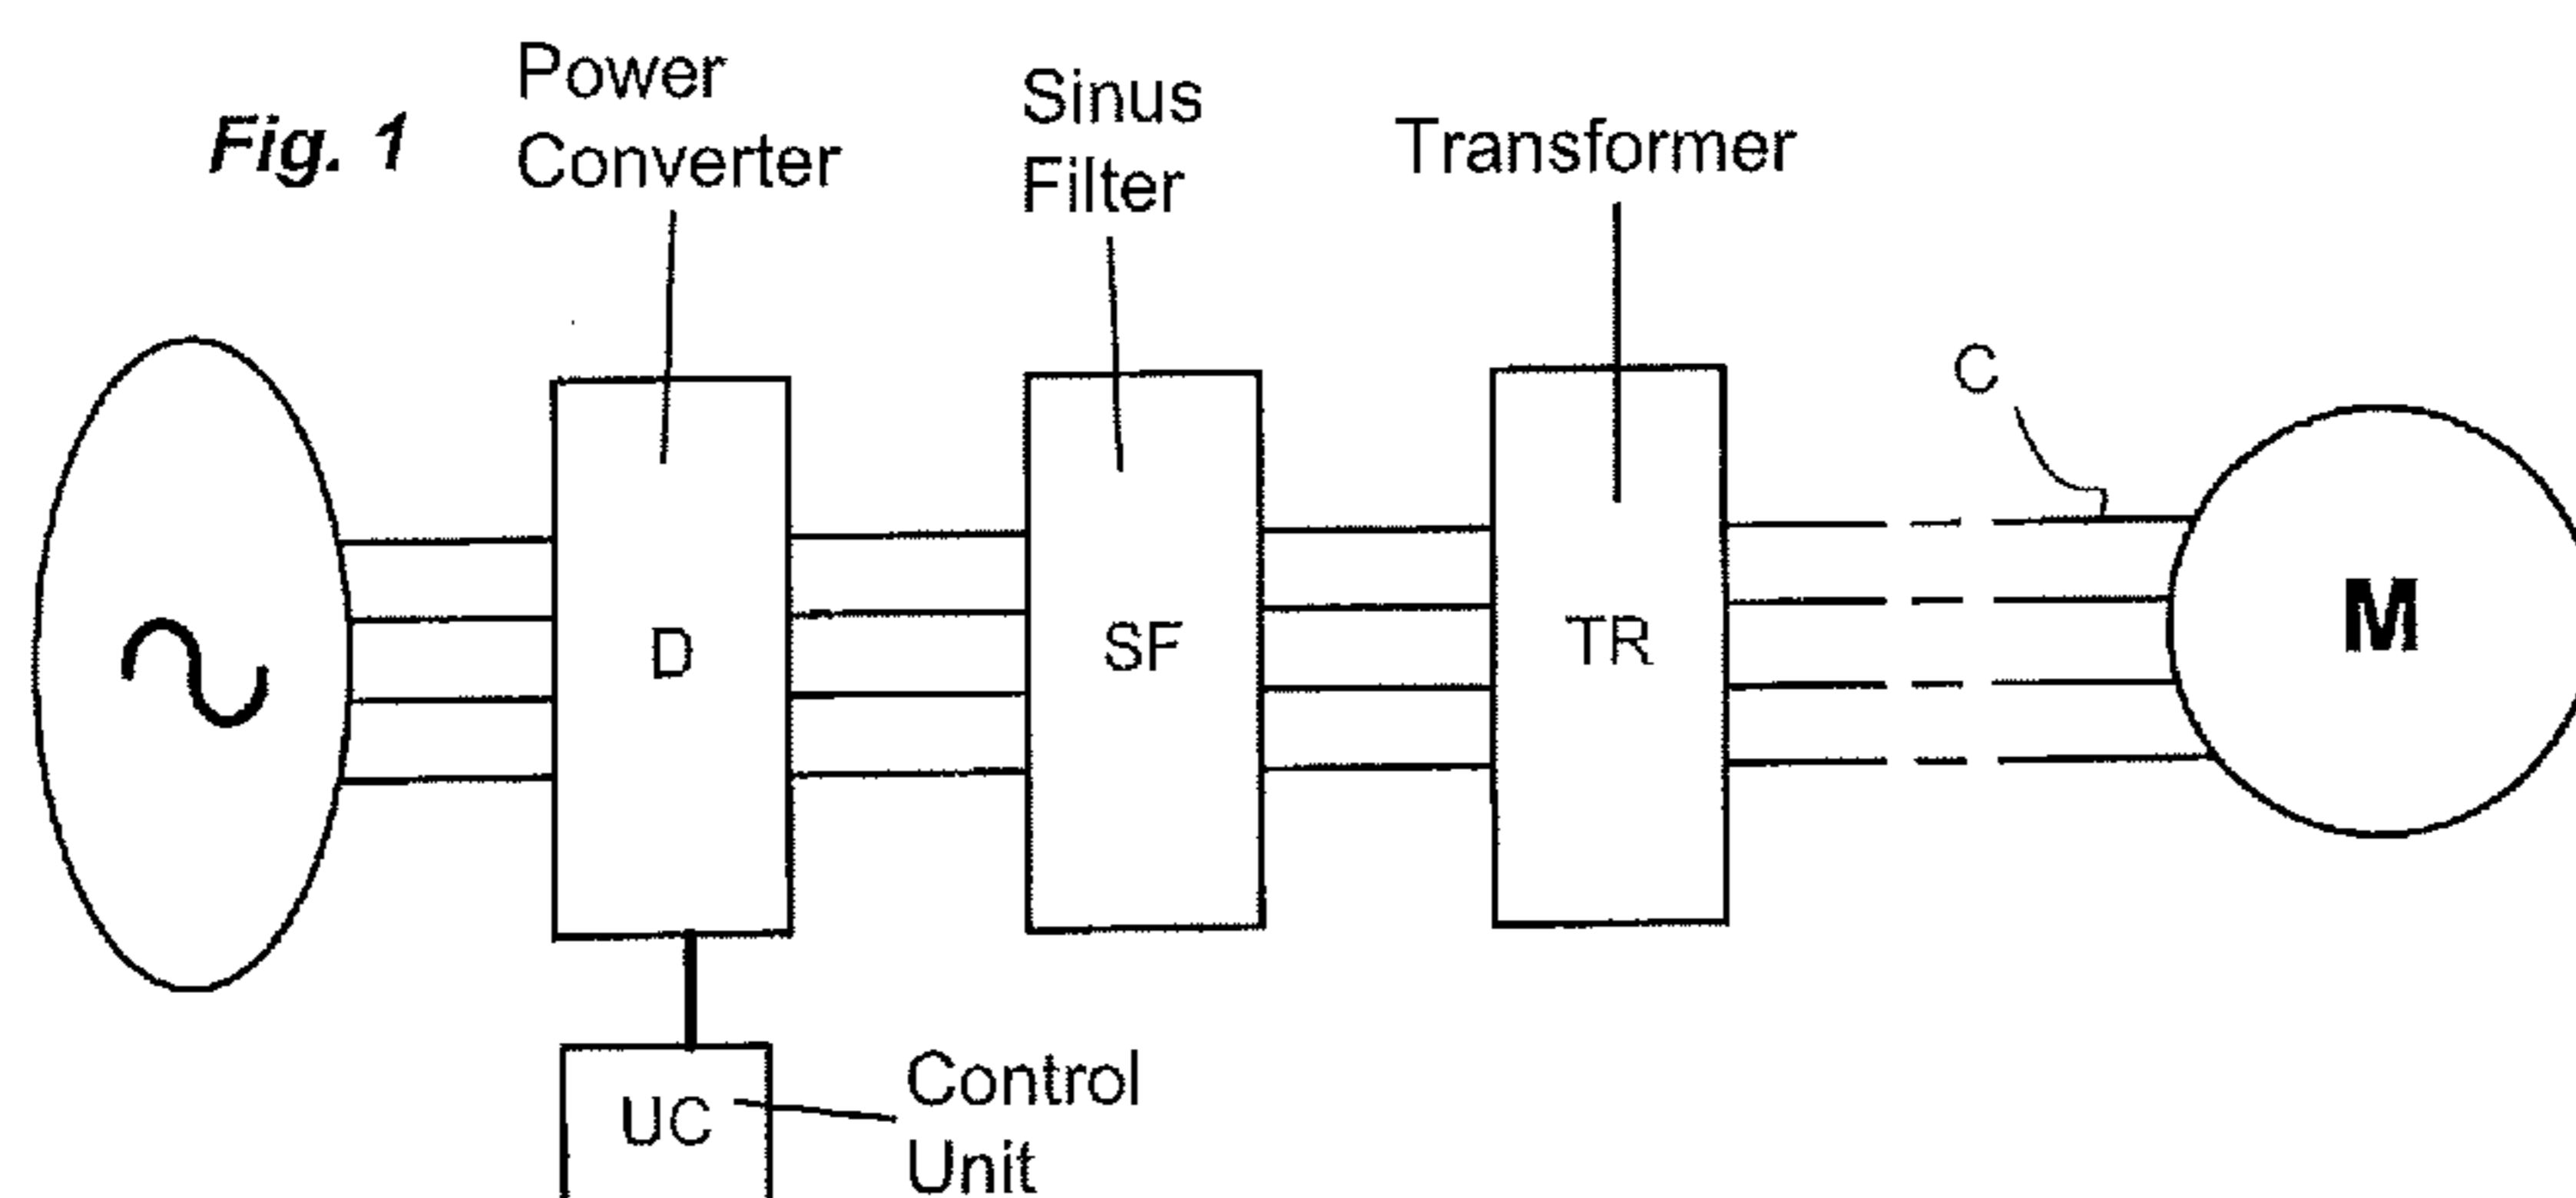 Fig. 1
Power
Converter
Sinus
Filter
Transformer
C
D
SF
TR
M
UC
Control
Unit